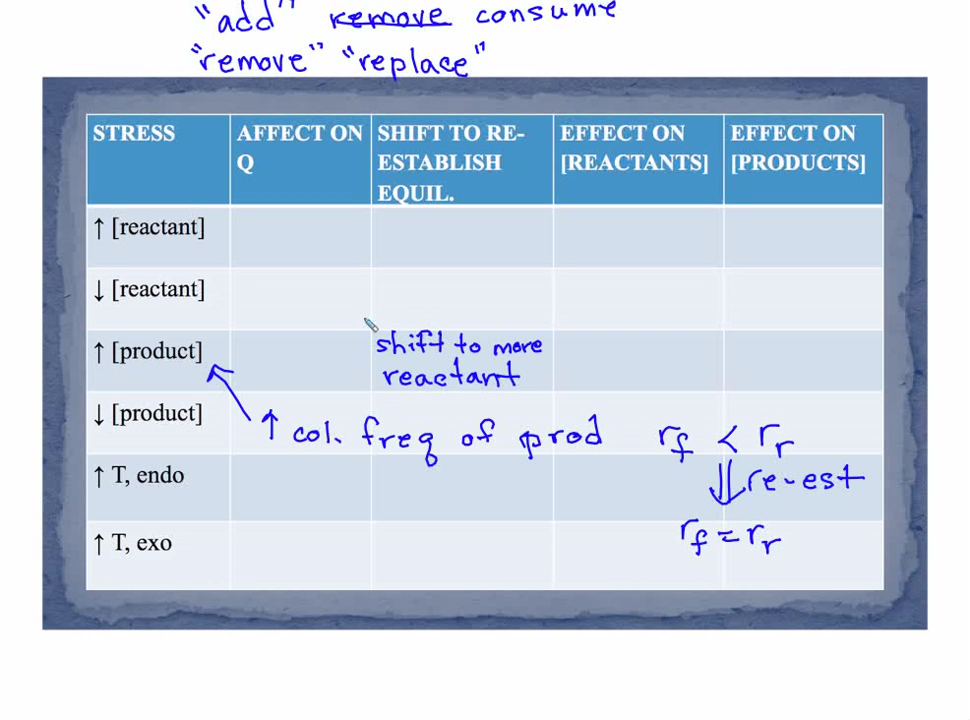 "add" remove consume
"remove" "replace"
STRESS
AFFECT ON Q
SHIFT TO RE-ESTABLISH EQUIL.
EFFECT ON [REACTANTS]
EFFECT ON [PRODUCTS]
↑ [reactant]
↓ [reactant]
↑ [product]
shift to more
reactant
↓ [product]
↑ col. freq of prod rf < rr
⇓ re-est
↑ T, endo
rf = rr
↑ T, exo